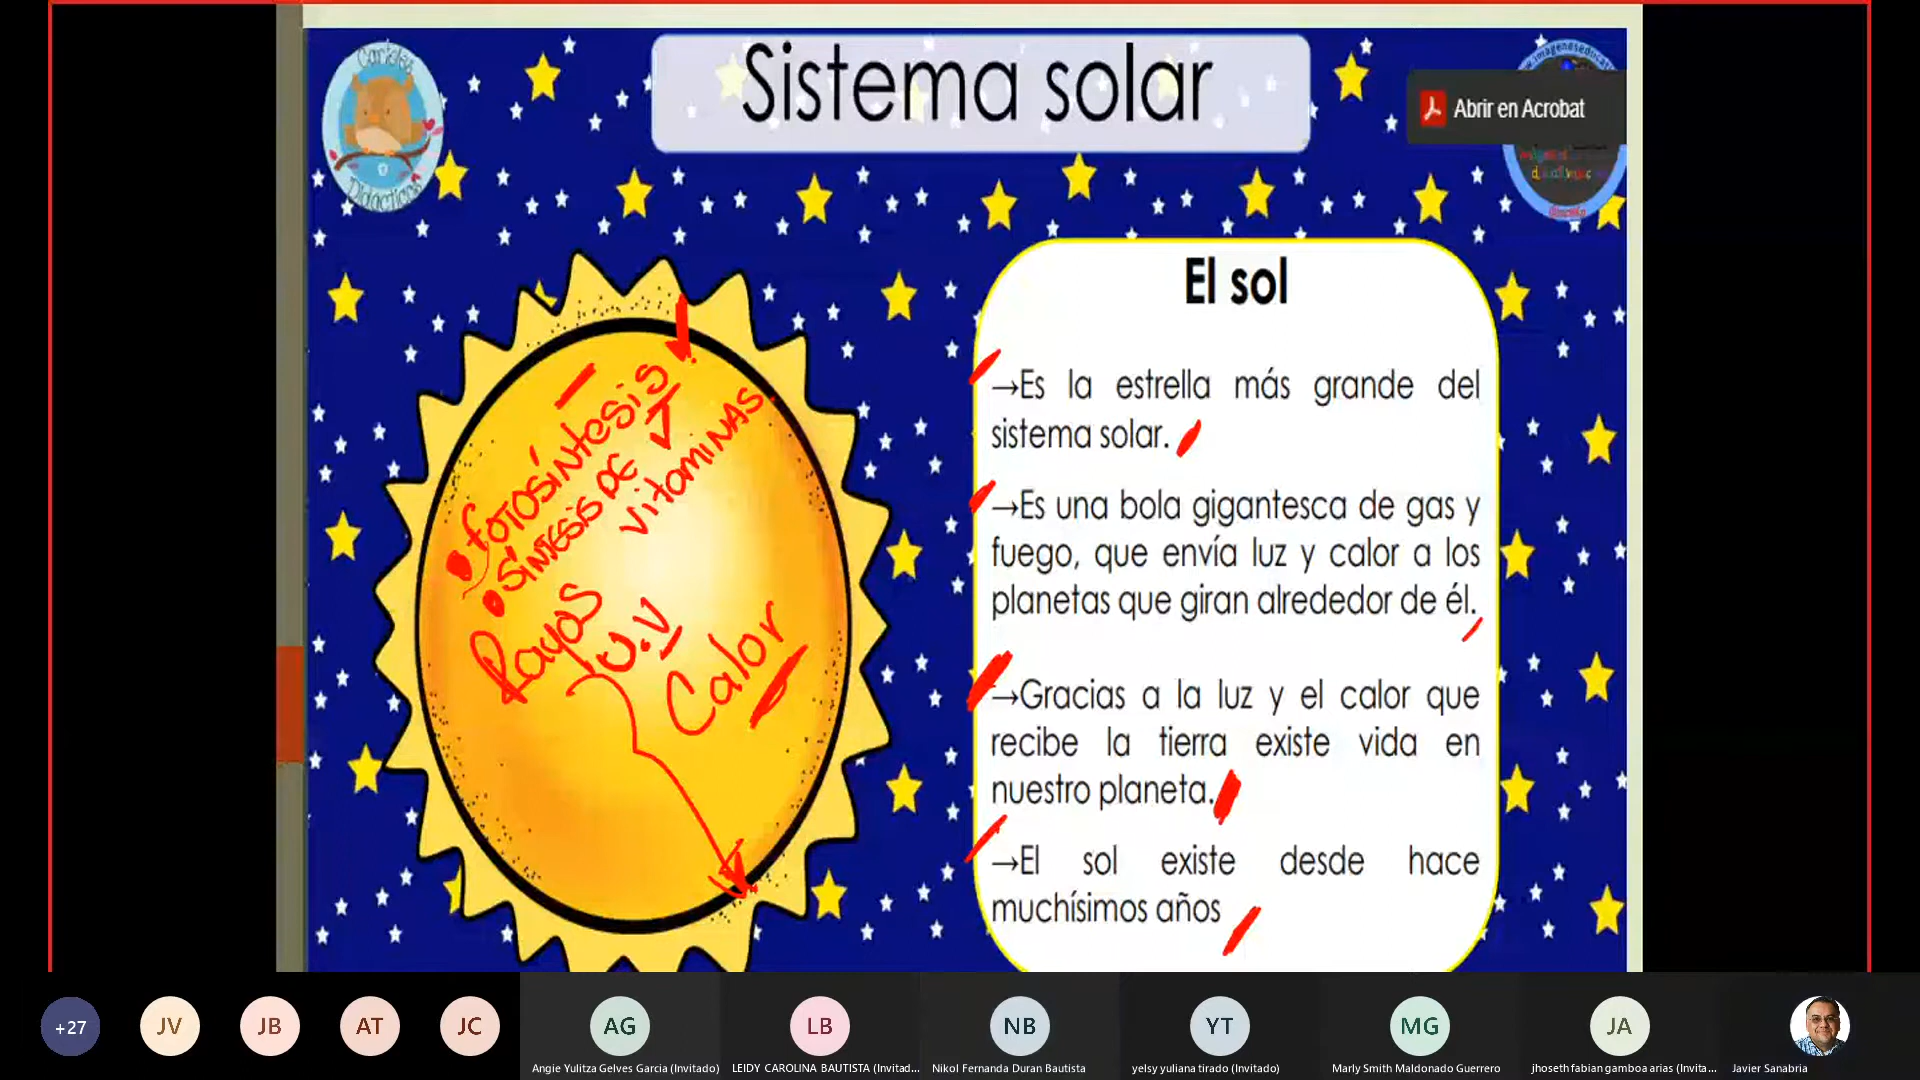 Sistema solar
Carteles
Didácticos
Abrir en Acrobat
El sol
→Es la estrella más grande del
sistema solar.
→Es una bola gigantesca de gas y
fuego, que envía luz y calor a los
planetas que giran alrededor de él.
→Gracias a la luz y el calor que
recibe la tierra existe vida en
nuestro planeta.
→El sol existe desde hace
muchísimos años
fotosíntesis
síntesis DE
vitaminas
Rayos
U.V
Calor
+27
JV
JB
AT
JC
AG
LB
NB
YT
MG
JA
Angie Yulitza Gelves Garcia (Invitado)
LEIDY CAROLINA BAUTISTA (Invitad...
Nikol Fernanda Duran Bautista
yelsy yuliana tirado (Invitado)
Marly Smith Maldonado Guerrero
jhoseth fabian gamboa arias (Invita...
Javier Sanabria